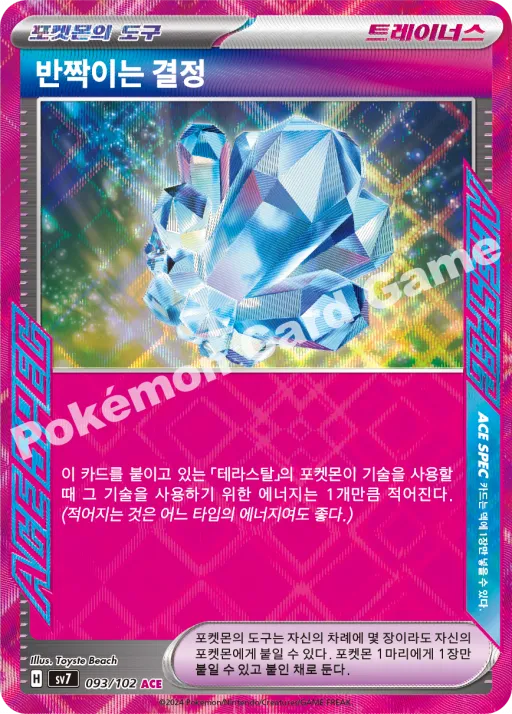 포켓몬의 도구
트레이너스
반짝이는 결정
ACE SPEC
ACE SPEC
Pokémon Card Game
이 카드를 붙이고 있는 「테라스탈」의 포켓몬이 기술을 사용할
때 그 기술을 사용하기 위한 에너지는 1개만큼 적어진다.
(적어지는 것은 어느 타입의 에너지여도 좋다.)
ACE SPEC 카드는 덱에 1장만 넣을 수 있다.
포켓몬의 도구는 자신의 차례에 몇 장이라도 자신의
포켓몬에게 붙일 수 있다. 포켓몬 1마리에게 1장만
붙일 수 있고 붙인 채로 둔다.
Illus. Toyste Beach
H sv7 093/102 ACE
©2024 Pokémon/Nintendo/Creatures/GAME FREAK.